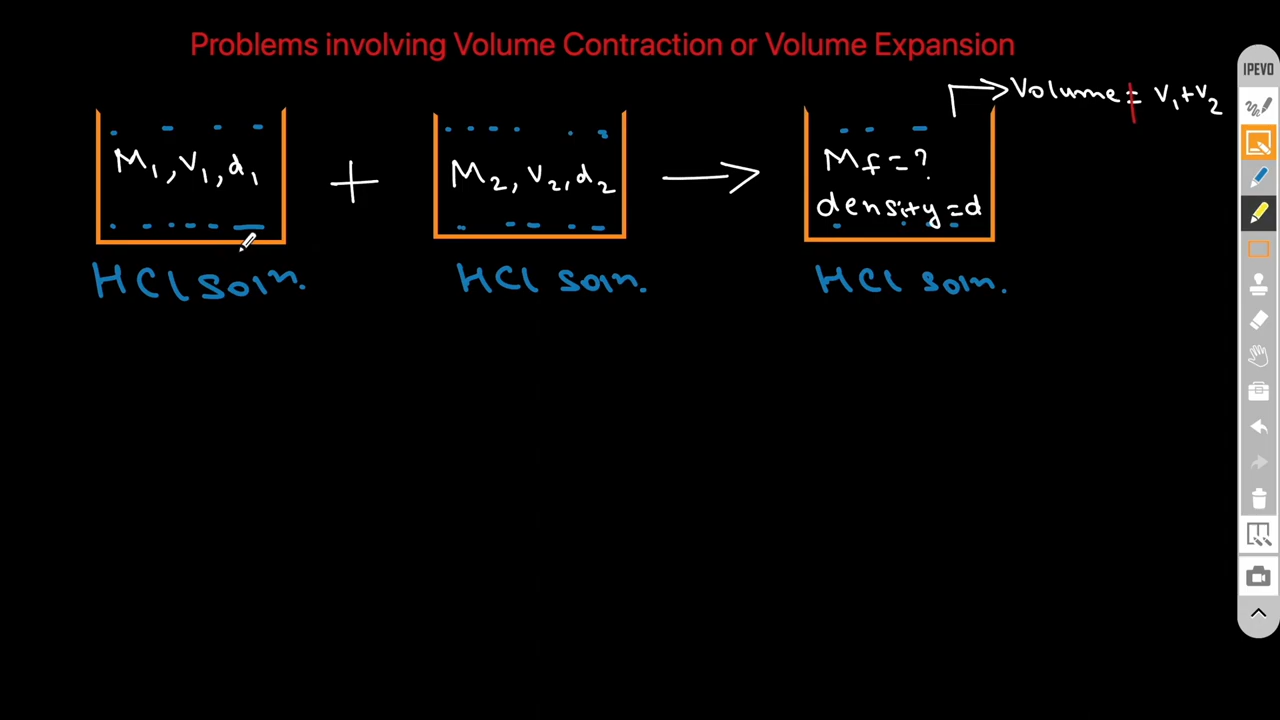 Problems involving Volume Contraction or Volume Expansion
IPEVO
Volume ≠ V₁+V₂
M₁, V₁, d₁ + M₂, V₂, d₂ ⟶ Mf = ?
density = d
HCl soln. HCl soln. HCl soln.